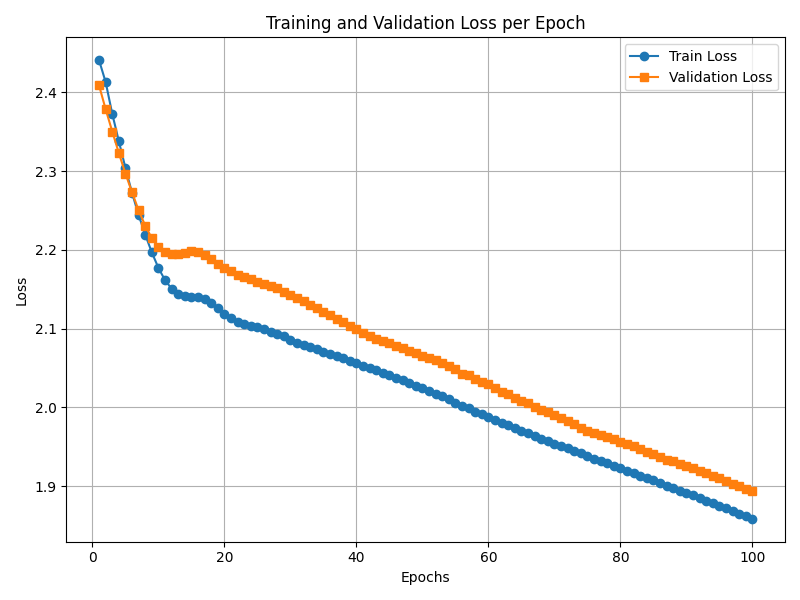 Training and Validation Loss per Epoch
Train Loss
Validation Loss
2.4
2.3
2.2
2.1
2.0
1.9
Loss
0 20 40 60 80 100
Epochs